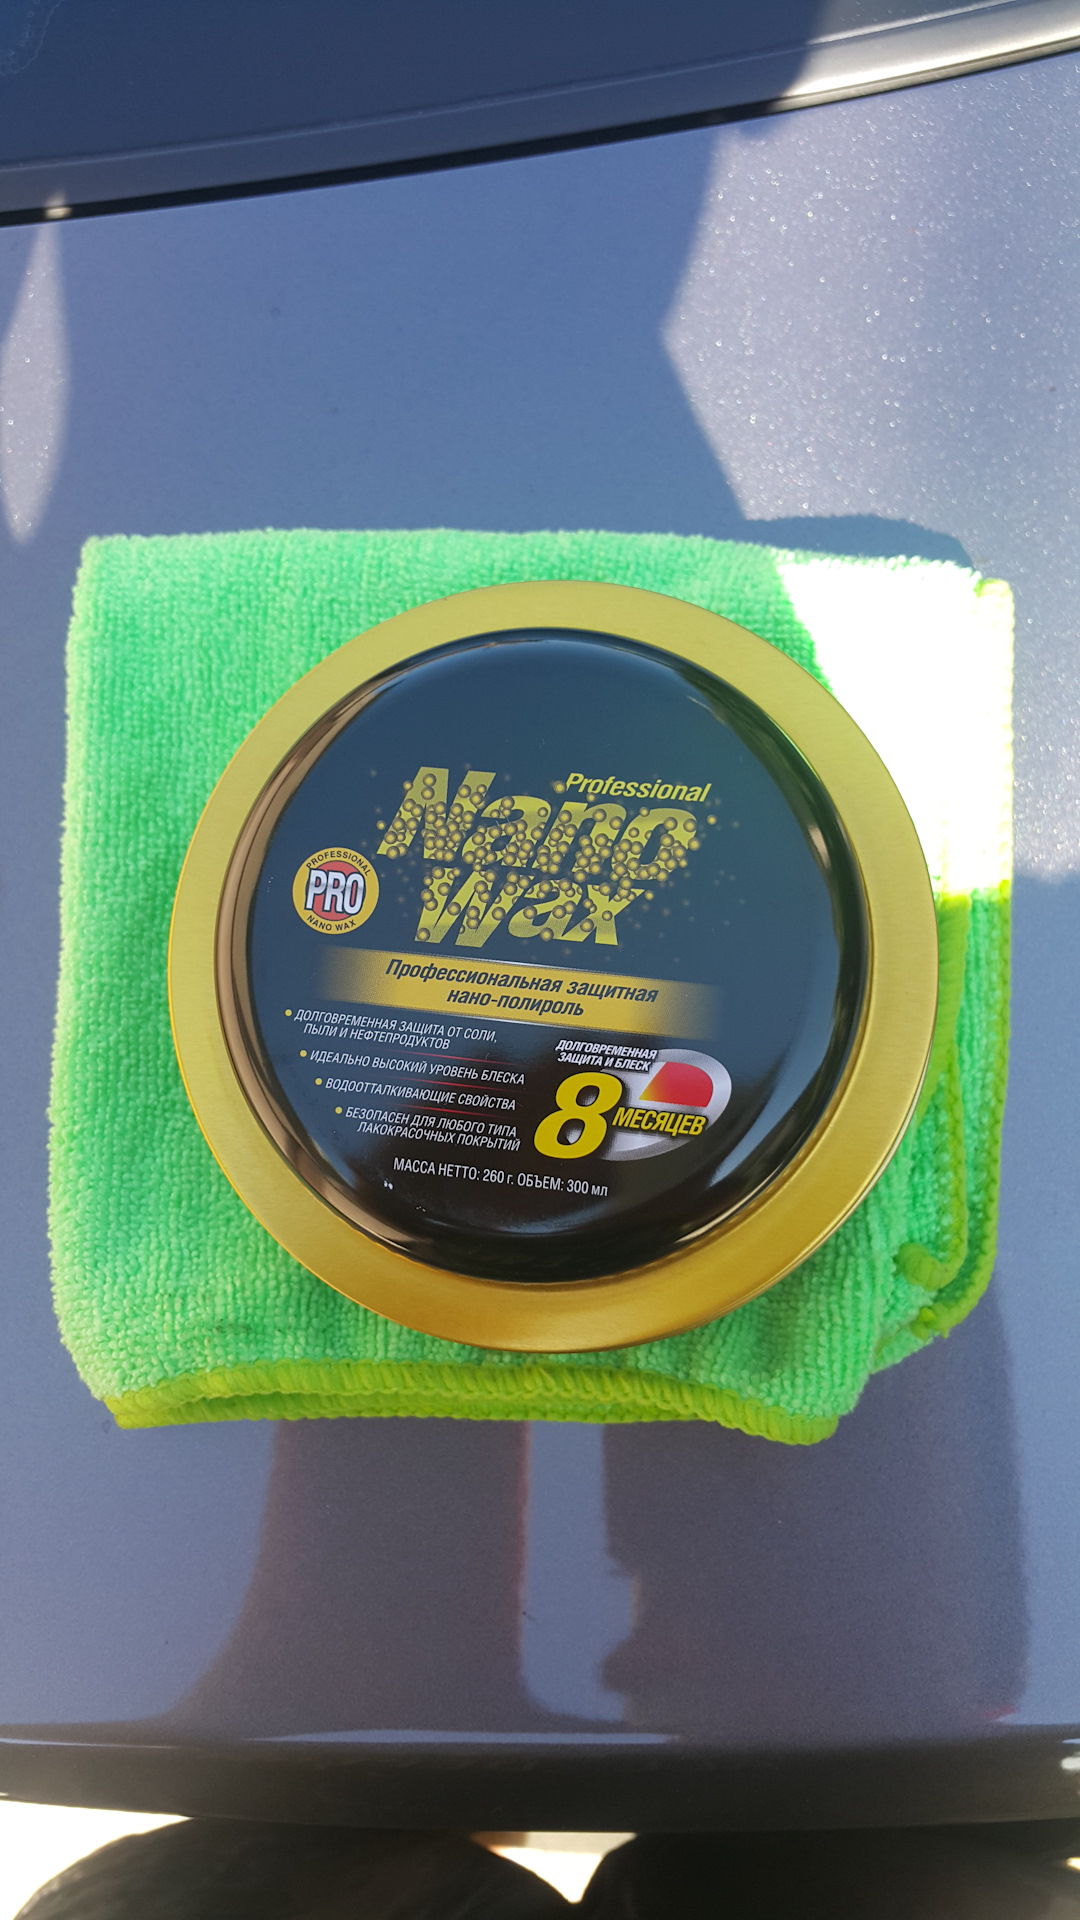 Professional
Nano
Wax
PROFESSIONAL
PRO
NANO WAX
Профессиональная защитная
нано-полироль
• ДОЛГОВРЕМЕННАЯ ЗАЩИТА ОТ СОЛИ,
ПЫЛИ И НЕФТЕПРОДУКТОВ
• ИДЕАЛЬНО ВЫСОКИЙ УРОВЕНЬ БЛЕСКА
• ВОДООТТАЛКИВАЮЩИЕ СВОЙСТВА
• БЕЗОПАСЕН ДЛЯ ЛЮБОГО ТИПА
ЛАКОКРАСОЧНЫХ ПОКРЫТИЙ
ДОЛГОВРЕМЕННАЯ
ЗАЩИТА И БЛЕСК
8 МЕСЯЦЕВ
МАССА НЕТТО: 260 г. ОБЪЕМ: 300 мл